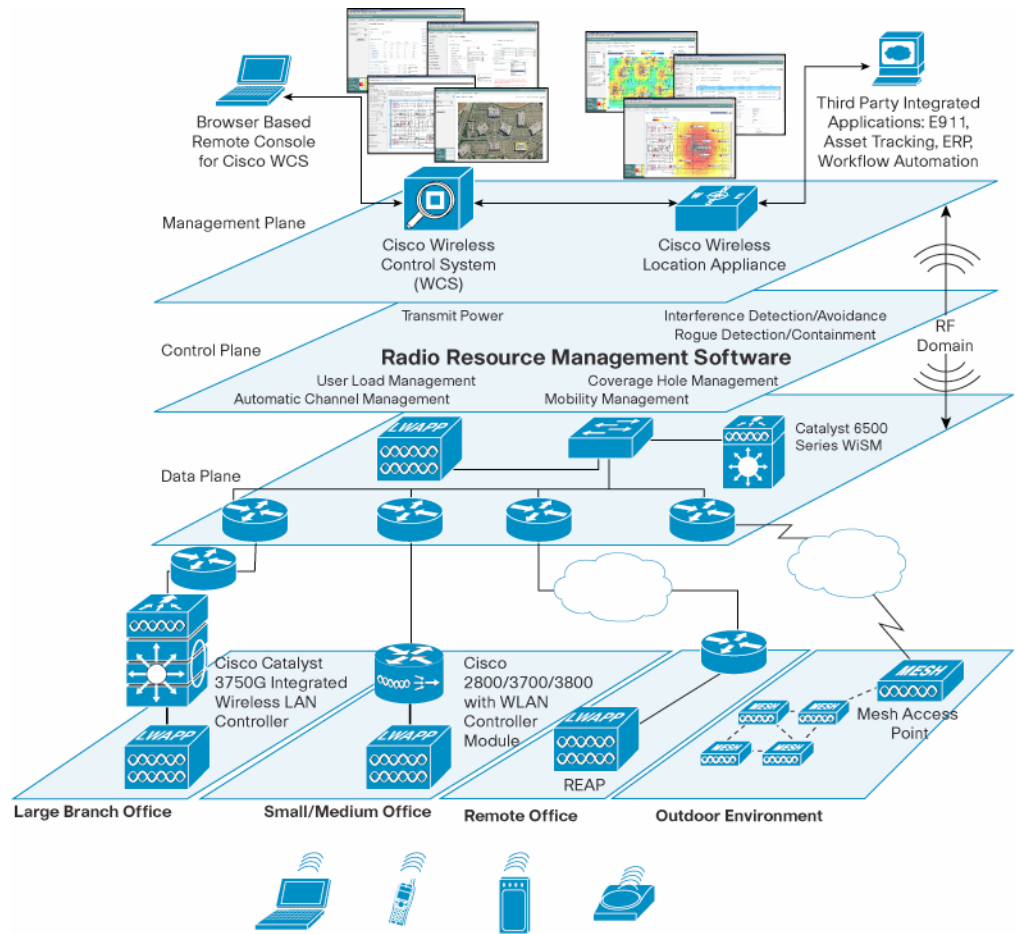 Browser Based
Remote Console
for Cisco WCS
Third Party Integrated
Applications: E911,
Asset Tracking, ERP,
Workflow Automation
Management Plane
Cisco Wireless
Control System
(WCS)
Cisco Wireless
Location Appliance
Transmit Power
Interference Detection/Avoidance
Rogue Detection/Containment
RF
Domain
Control Plane
Radio Resource Management Software
User Load Management
Coverage Hole Management
Automatic Channel Management
Mobility Management
LWAPP
Catalyst 6500
Series WiSM
Data Plane
Cisco Catalyst
3750G Integrated
Wireless LAN
Controller
Cisco
2800/3700/3800
with WLAN
Controller
Module
MESH
Mesh Access
Point
MESH
MESH
MESH
MESH
LWAPP
LWAPP
LWAPP
REAP
Large Branch Office
Small/Medium Office
Remote Office
Outdoor Environment